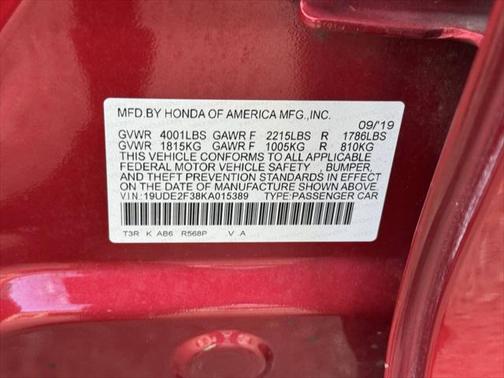 MFD.BY HONDA OF AMERICA MFG.,INC.
09/'19
GVWR 4001LBS GAWR F 2215LBS R 1786LBS
GVWR 1815KG GAWR F 1005KG R 810KG
THIS VEHICLE CONFORMS TO ALL APPLICABLE
FEDERAL MOTOR VEHICLE SAFETY , BUMPER,
AND THEFT PREVENTION STANDARDS IN EFFECT
ON THE DATE OF MANUFACTURE SHOWN ABOVE.
VIN:19UDE2F38KA015389 TYPE:PASSENGER CAR
T3R K AB6 R568P .V .A